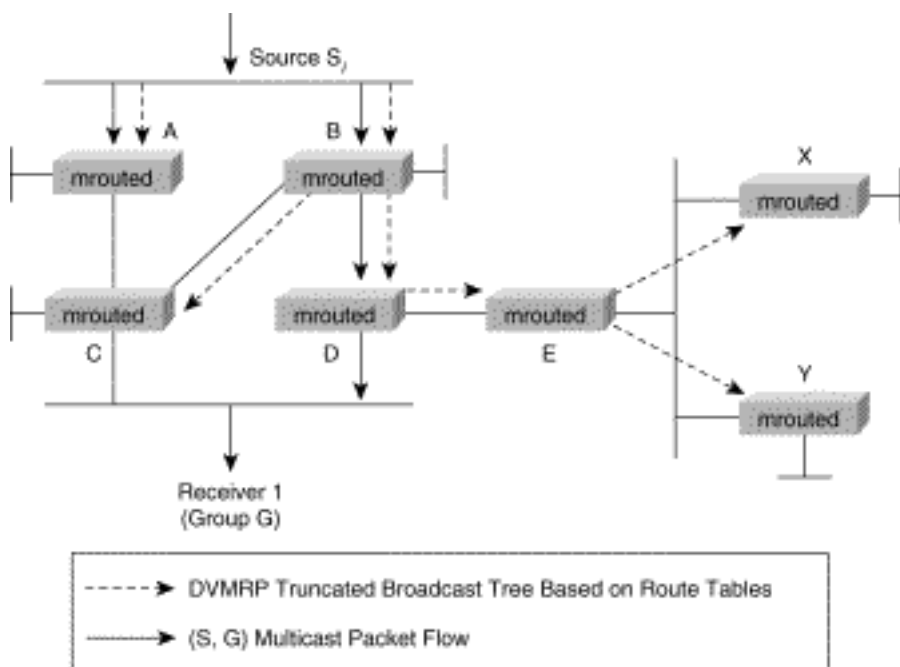 Source Si
A
B
mrouted
mrouted
X
mrouted
mrouted
mrouted
mrouted
C
D
E
Y
mrouted
Receiver 1
(Group G)
DVMRP Truncated Broadcast Tree Based on Route Tables
(S, G) Multicast Packet Flow